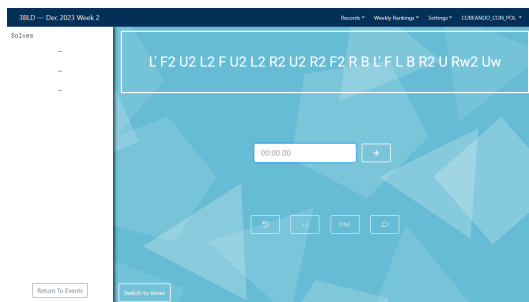 3BLD — Dec 2023 Week 2
Records
Weekly Rankings
Settings
CUBEANDO_CON_POL
Solves
–
–
–
L' F2 U2 L2 F U2 L2 R2 U2 R2 F2 R B L' F L B R2 U Rw2 Uw
00:00.00
+2
DNF
Return To Events
Switch to timer